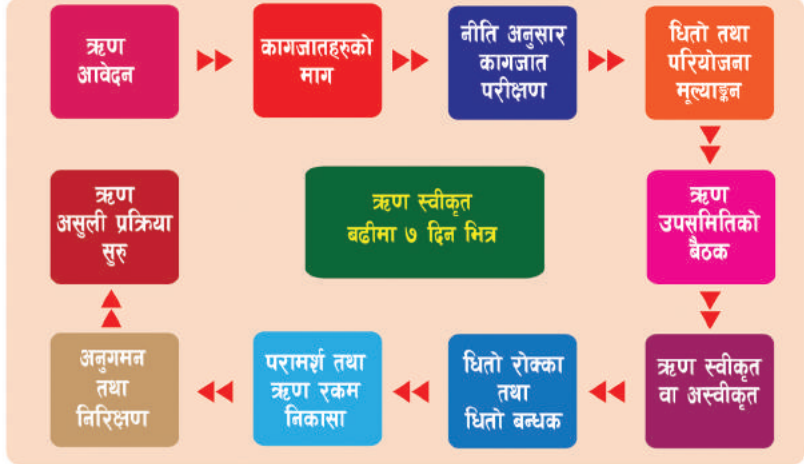 ऋण
आवेदन
कागजातहरुको
माग
नीति अनुसार
कागजात
परीक्षण
धितो तथा
परियोजना
मूल्याङ्कन
ऋण
उपसमितिको
बैठक
ऋण स्वीकृत
वा अस्वीकृत
धितो रोक्का
तथा
धितो बन्धक
परामर्श तथा
ऋण रकम
निकासा
अनुगमन
तथा
निरिक्षण
ऋण
असुली प्रक्रिया
सुरु
ऋण स्वीकृत
बढीमा ७ दिन भित्र